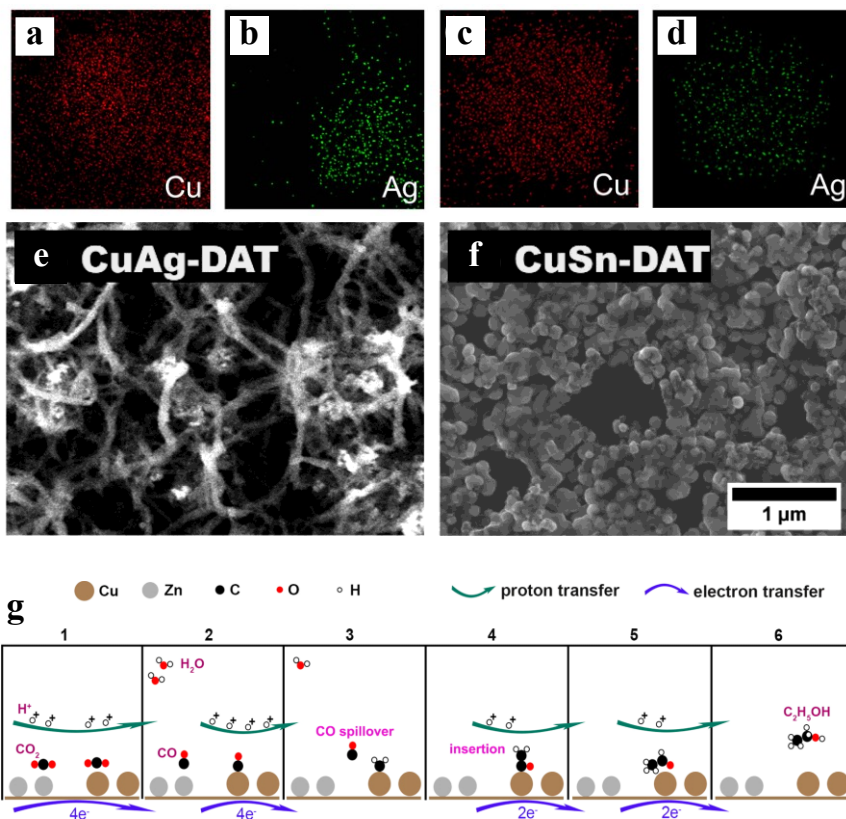 a b c d
Cu Ag Cu Ag
e CuAg-DAT f CuSn-DAT
1 μm
g
Cu Zn C O H proton transfer electron transfer
1 2 3 4 5 6
H₂O
H⁺ + + + + + + + + + + + +
C₂H₅OH
CO spillover
CO₂ CO insertion
4e⁻ 4e⁻ 2e⁻ 2e⁻